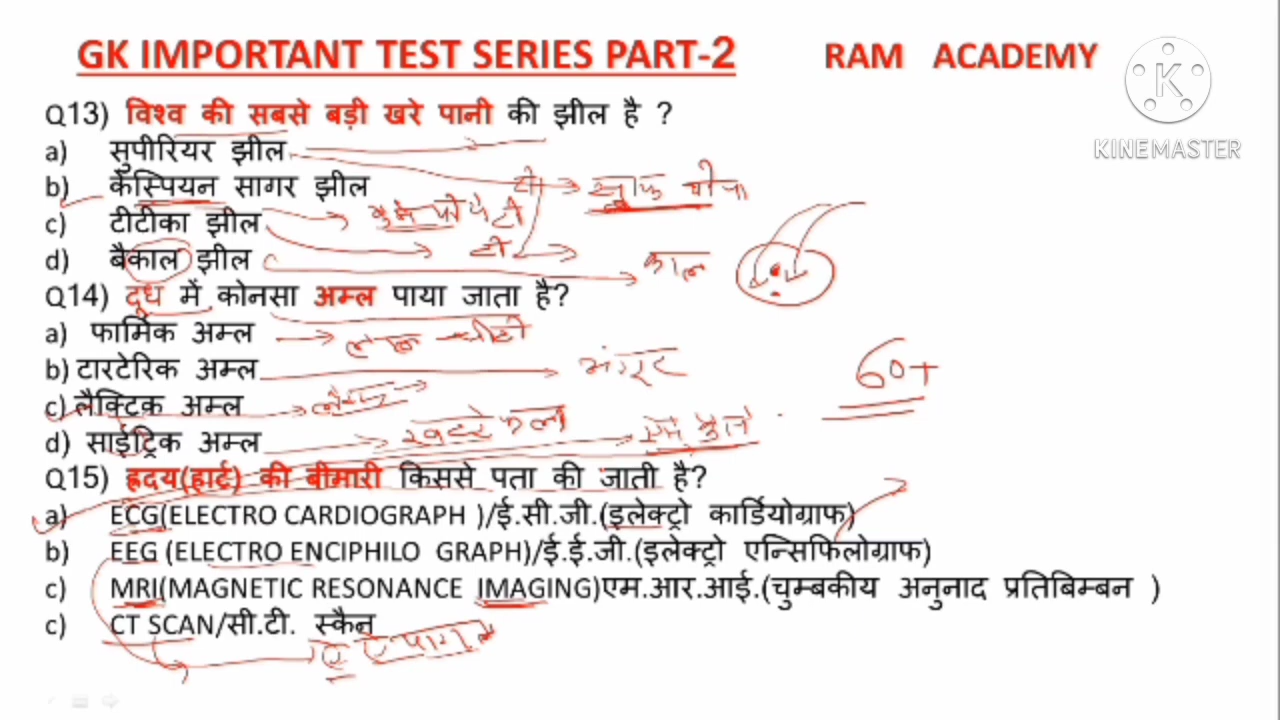 GK IMPORTANT TEST SERIES PART-2 RAM ACADEMY
KINEMASTER
Q13) विश्व की सबसे बड़ी खरे पानी की झील है ?
a) सुपीरियर झील
b) कैस्पियन सागर झील
c) टीटीका झील
d) बैकाल झील
काल
Q14) दूध में कोनसा अम्ल पाया जाता है?
a) फार्मिक अम्ल
b) टारटेरिक अम्ल
60+
c) लैक्टिक अम्ल
d) साईट्रिक अम्ल
Q15) ह्रदय(हार्ट) की बीमारी किससे पता की जाती है?
a) ECG(ELECTRO CARDIOGRAPH )/ई.सी.जी.(इलेक्ट्रो कार्डियोग्राफ)
b) EEG (ELECTRO ENCIPHILO GRAPH)/ई.ई.जी.(इलेक्ट्रो एन्सिफिलोग्राफ)
c) MRI(MAGNETIC RESONANCE IMAGING)एम.आर.आई.(चुम्बकीय अनुनाद प्रतिबिम्बन )
c) CT SCAN/सी.टी. स्कैन